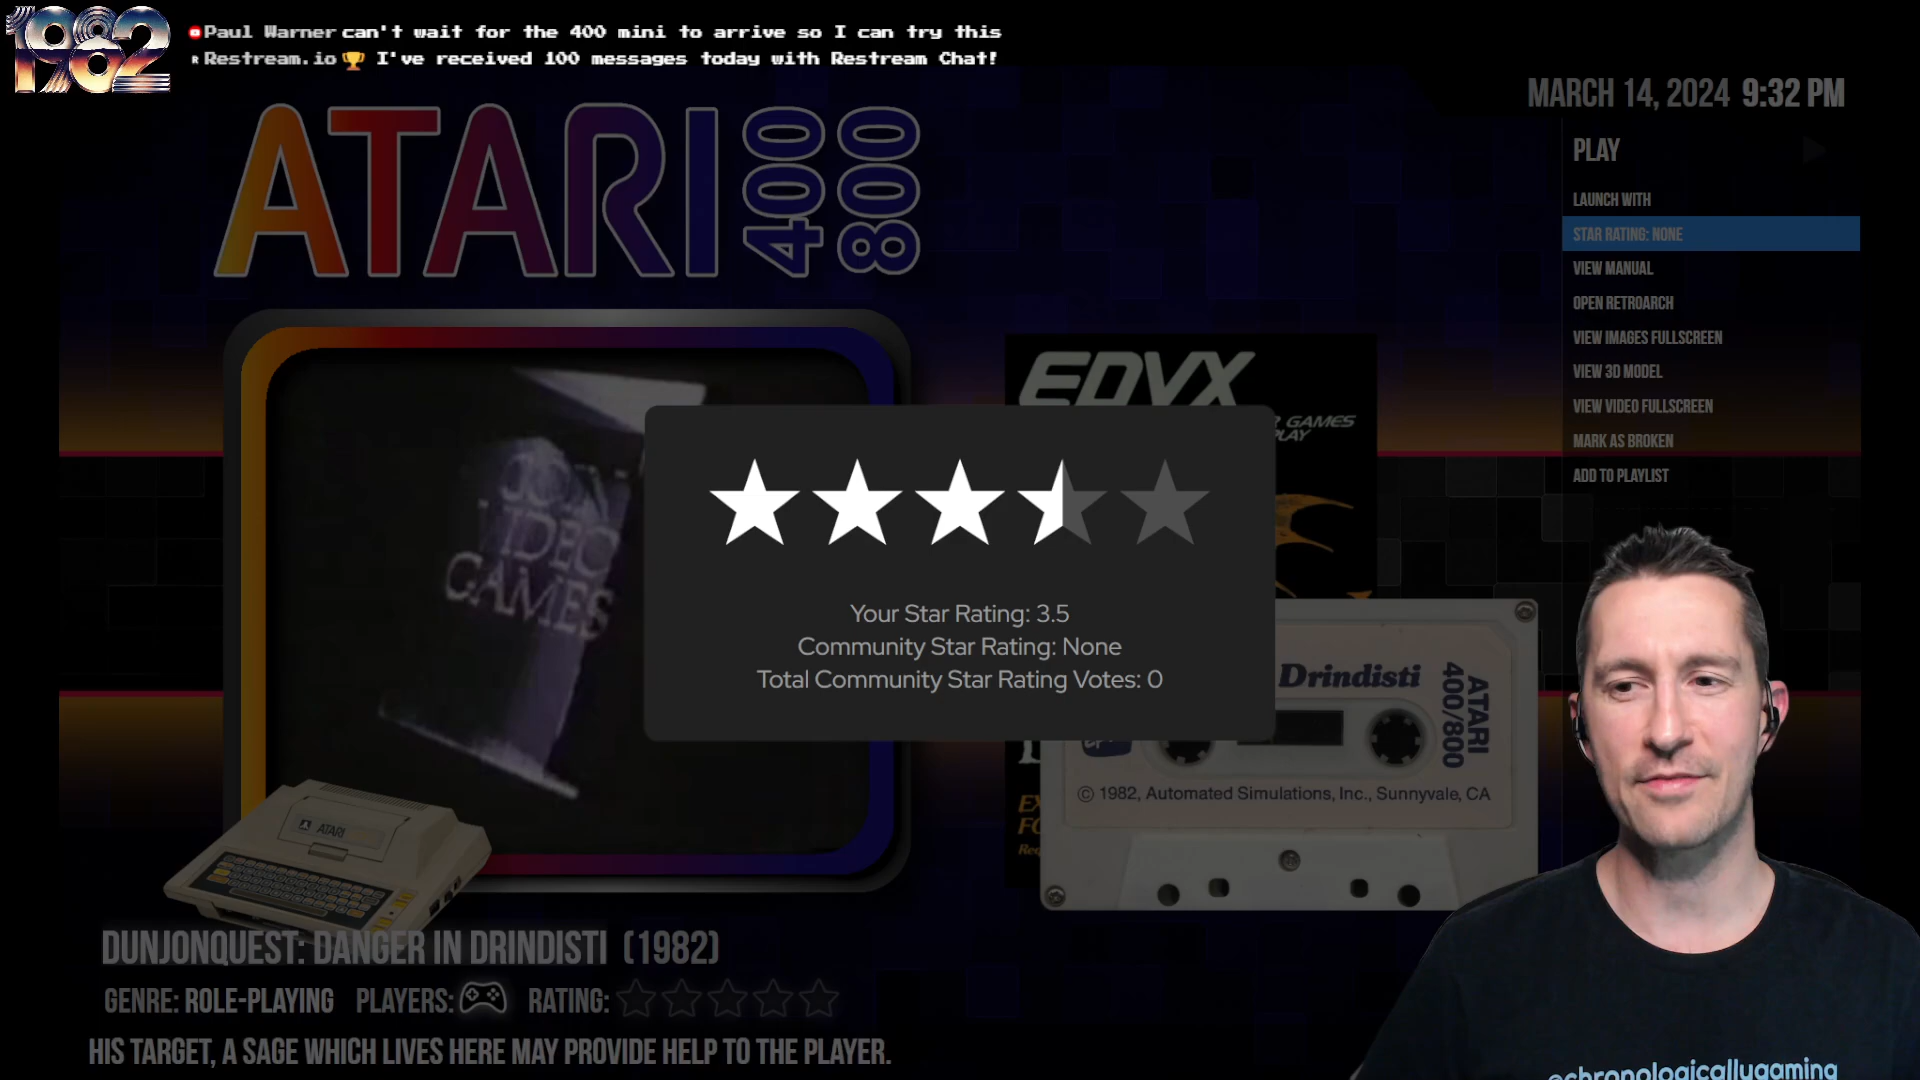 1982
Paul Warner can't wait for the 400 mini to arrive so I can try this
Restream.io I've received 100 messages today with Restream Chat!
MARCH 14, 2024 9:32 PM
ATARI 400 800
PLAY
LAUNCH WITH
STAR RATING: NONE
VIEW MANUAL
OPEN RETROARCH
VIEW IMAGES FULLSCREEN
VIEW 3D MODEL
VIEW VIDEO FULLSCREEN
MARK AS BROKEN
ADD TO PLAYLIST
EPYX
GAMES
VIDEO
GAMES
Your Star Rating: 3.5
Community Star Rating: None
Total Community Star Rating Votes: 0
Drindisti
ATARI
400/800
© 1982, Automated Simulations, Inc., Sunnyvale, CA
ATARI
DUNJONQUEST: DANGER IN DRINDISTI (1982)
GENRE: ROLE-PLAYING PLAYERS: RATING:
HIS TARGET, A SAGE WHICH LIVES HERE MAY PROVIDE HELP TO THE PLAYER.
@chronologicallygaming